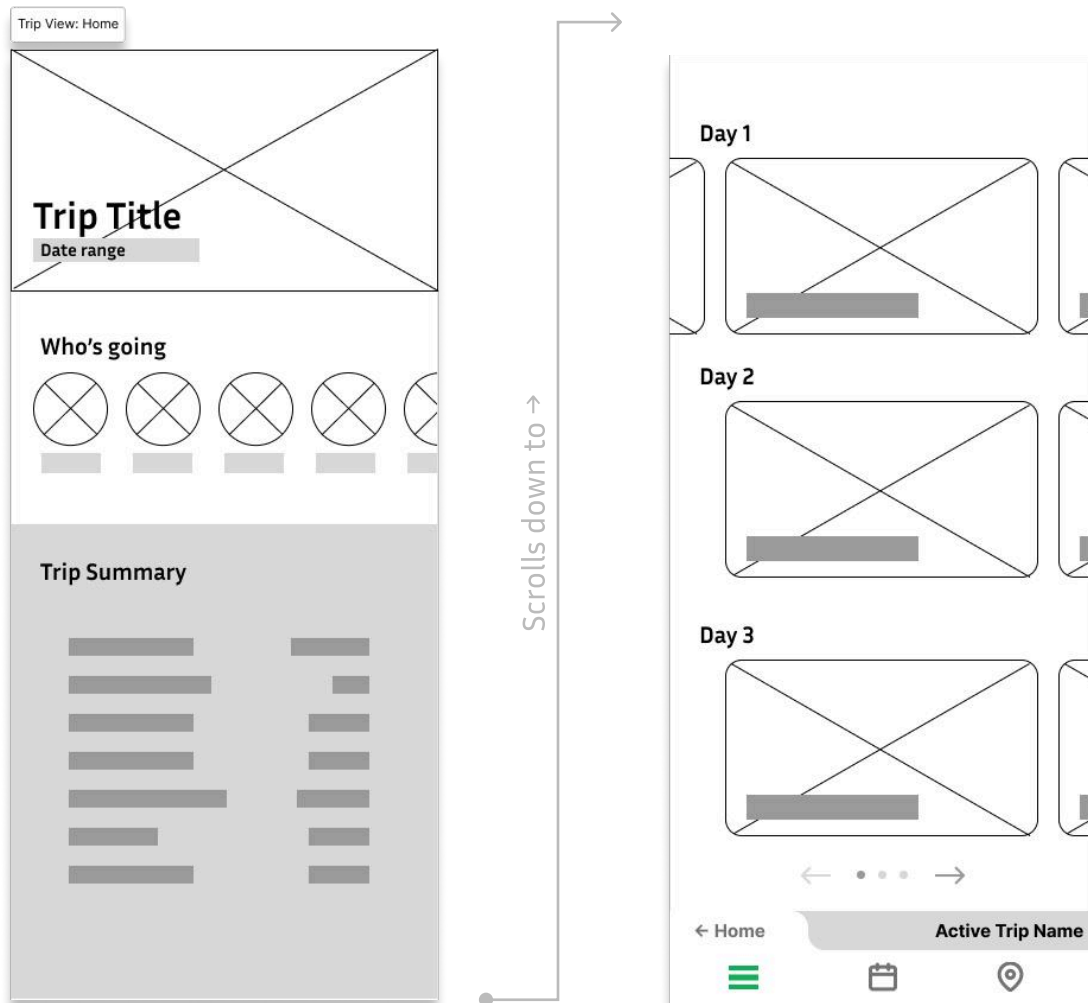 Trip View: Home
Trip Title
Date range
Who's going
Trip Summary
Scrolls down to →
Day 1
Day 2
Day 3
← Home
Active Trip Name